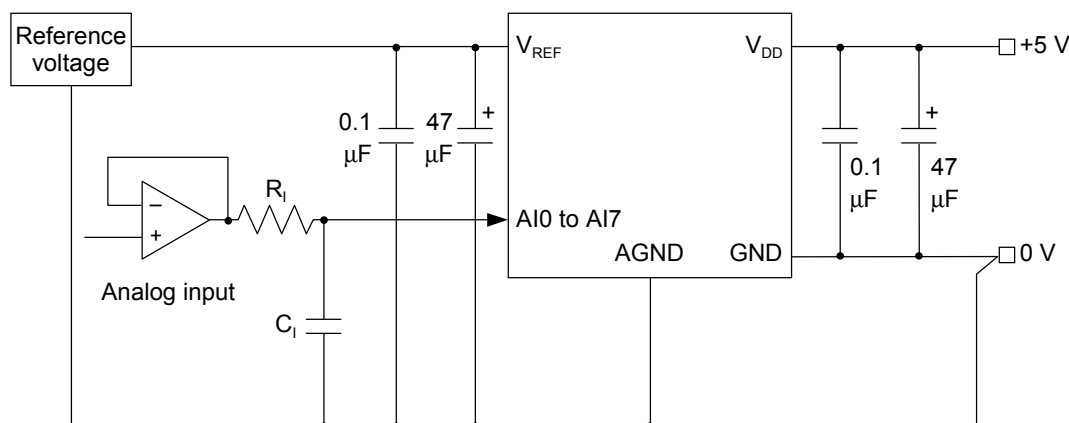 Reference
voltage
V_REF
V_DD
+5 V
0.1
μF
47
μF
+
+
0.1
μF
47
μF
R_I
−
+
AI0 to AI7
AGND
GND
0 V
Analog input
C_I